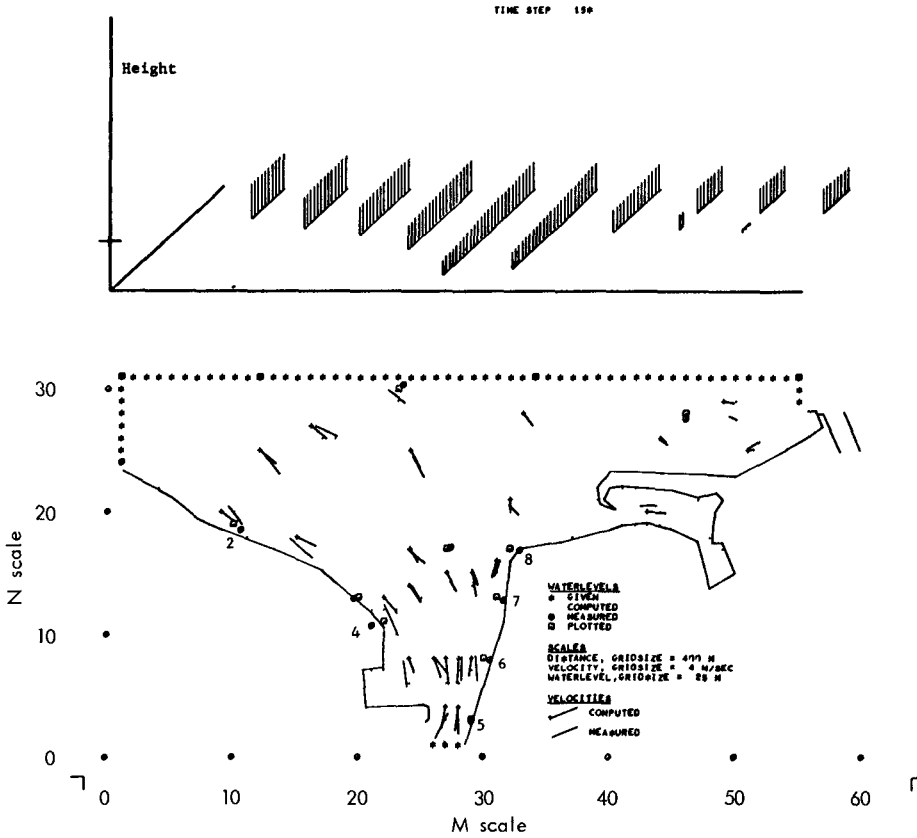 TIME STEP 150
Height
30
20
10
0
N scale
2
4
8
7
6
5
WATERLEVELS
* GIVEN
COMPUTED
MEASURED
PLOTTED
SCALES
DISTANCE, GRIDSIZE = 400 M
VELOCITY, GRIDSIZE = 4 M/SEC
WATERLEVEL, GRIDSIZE = 25 M
VELOCITIES
COMPUTED
MEASURED
0 10 20 30 40 50 60
M scale